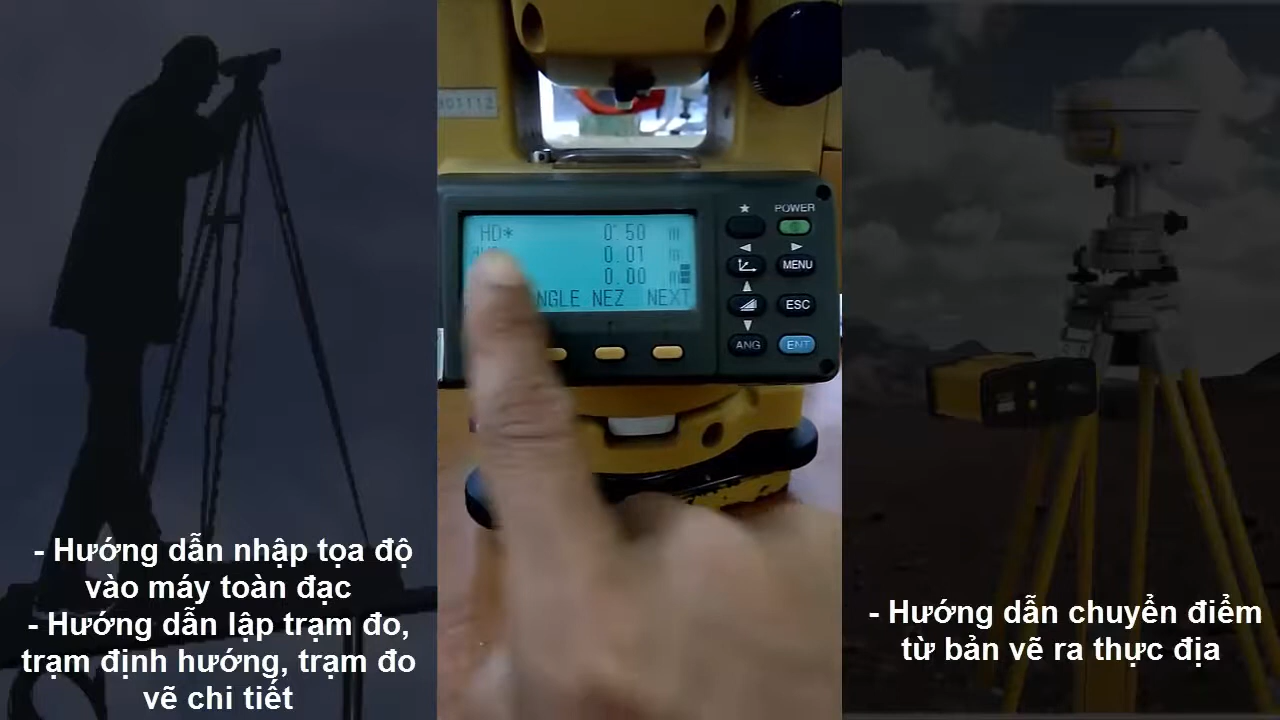 - Hướng dẫn nhập tọa độ
vào máy toàn đạc
- Hướng dẫn lập trạm đo,
trạm định hướng, trạm đo
vẽ chi tiết
★ POWER
HD* 0.50 m
0.01 m
MENU
0.00 m
NEZ NEXT
ESC
ANG ENT
- Hướng dẫn chuyển điểm
từ bản vẽ ra thực địa